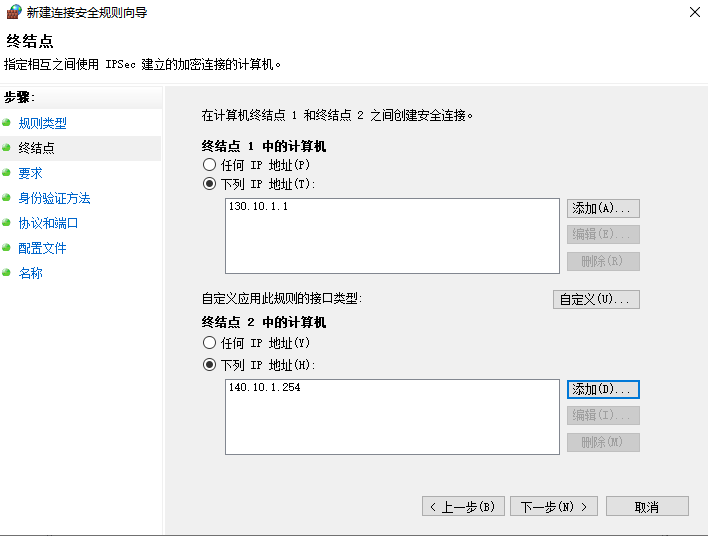 新建连接安全规则向导
终结点
指定相互之间使用 IPSec 建立的加密连接的计算机。
步骤:
规则类型
终结点
要求
身份验证方法
协议和端口
配置文件
名称
在计算机终结点 1 和终结点 2 之间创建安全连接。
终结点 1 中的计算机
任何 IP 地址(P)
下列 IP 地址(T):
130.10.1.1
添加(A)...
编辑(E)...
删除(R)
自定义应用此规则的接口类型:
自定义(U)...
终结点 2 中的计算机
任何 IP 地址(Y)
下列 IP 地址(H):
140.10.1.254
添加(D)...
编辑(I)...
删除(M)
< 上一步(B)
下一步(N) >
取消